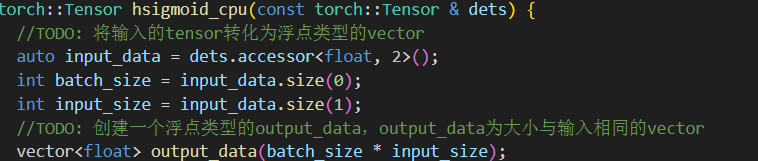 torch::Tensor hsigmoid_cpu(const torch::Tensor & dets) {
//TODO: 将输入的tensor转化为浮点类型的vector
auto input_data = dets.accessor<float, 2>();
int batch_size = input_data.size(0);
int input_size = input_data.size(1);
//TODO: 创建一个浮点类型的output_data，output_data为大小与输入相同的vector
vector<float> output_data(batch_size * input_size);